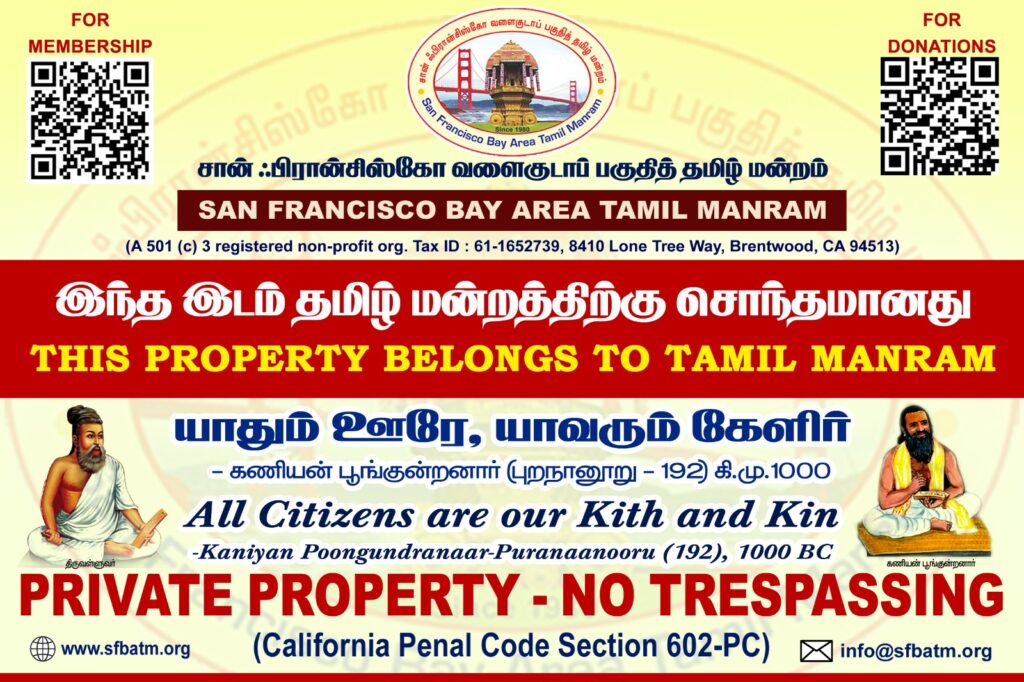 FOR
MEMBERSHIP
FOR
DONATIONS
சான் ஃபிரான்சிஸ்கோ வளைகுடாப் பகுதித் தமிழ் மன்றம்
Since 1980
San Francisco Bay Area Tamil Manram
சான் ஃபிரான்சிஸ்கோ வளைகுடாப் பகுதித் தமிழ் மன்றம்
SAN FRANCISCO BAY AREA TAMIL MANRAM
(A 501 (c) 3 registered non-profit org. Tax ID : 61-1652739, 8410 Lone Tree Way, Brentwood, CA 94513)
இந்த இடம் தமிழ் மன்றத்திற்கு சொந்தமானது
THIS PROPERTY BELONGS TO TAMIL MANRAM
யாதும் ஊரே, யாவரும் கேளிர்
– கணியன் பூங்குன்றனார் (புறநானூறு – 192) கி.மு.1000
All Citizens are our Kith and Kin
-Kaniyan Poongundranaar-Puranaanooru (192), 1000 BC
திருவள்ளுவர்
கணியன் பூங்குன்றனார்
PRIVATE PROPERTY - NO TRESPASSING
(California Penal Code Section 602-PC)
www.sfbatm.org
info@sfbatm.org